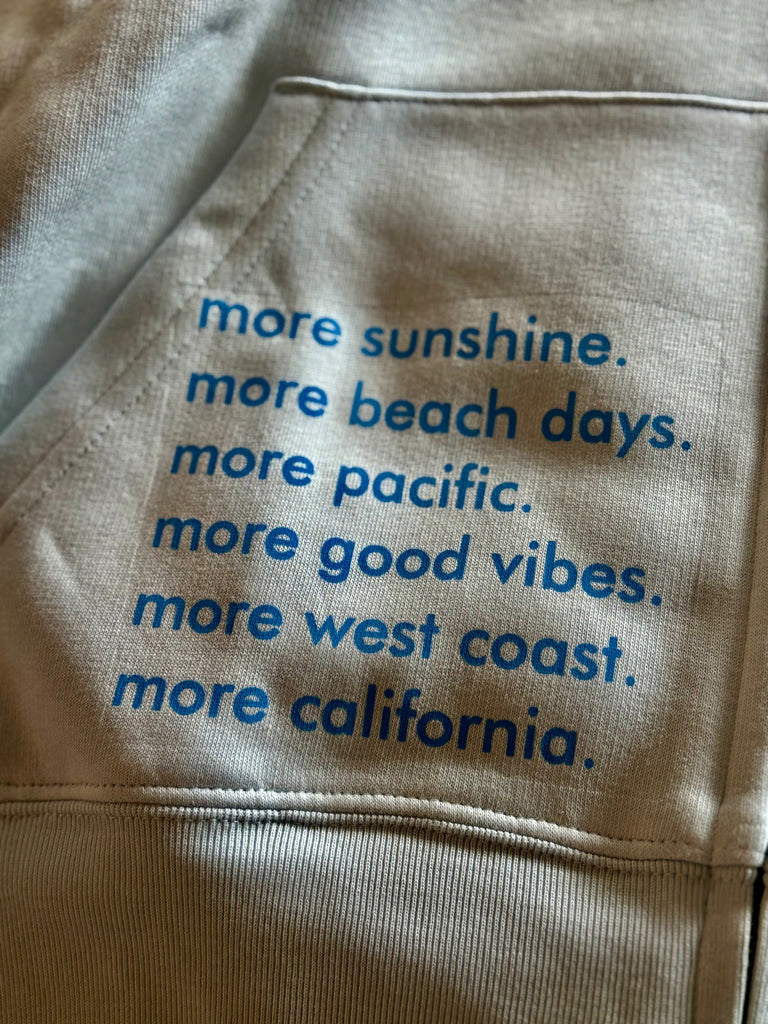 more sunshine.
more beach days.
more pacific.
more good vibes.
more west coast.
more california.